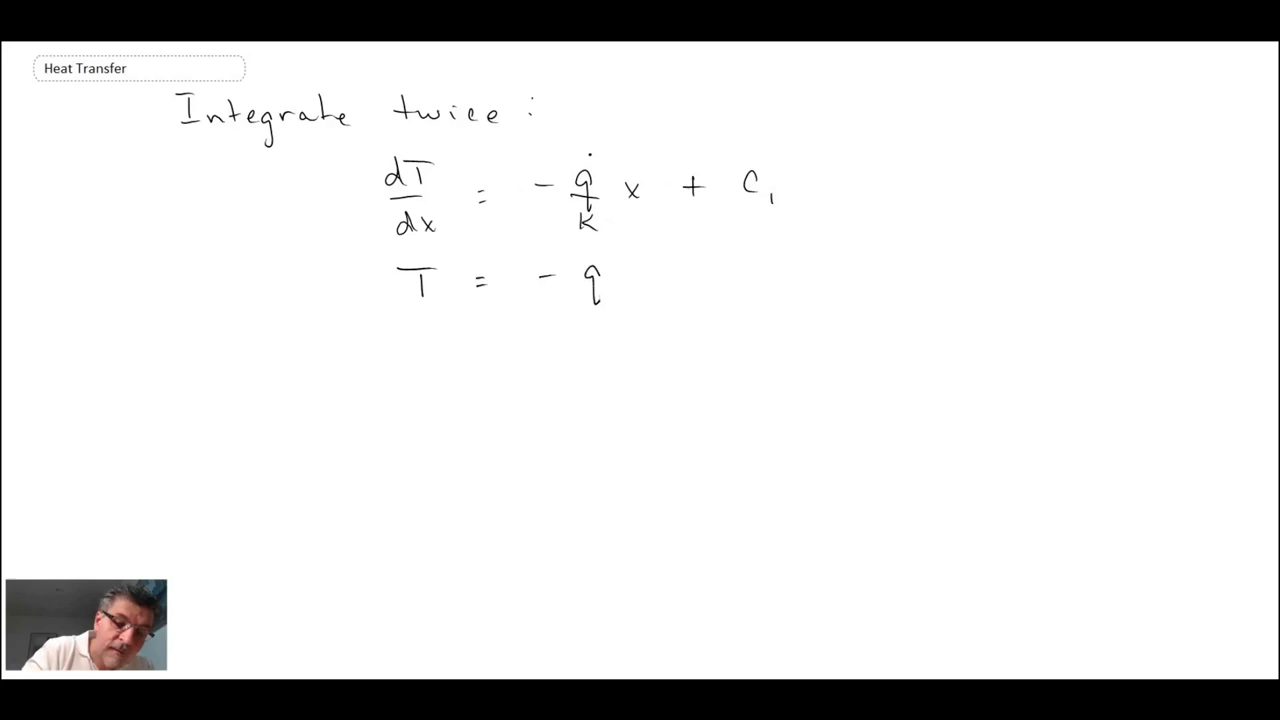 Heat Transfer
Integrate twice :
dT/dx = - q̇/k x + C₁
T = - q